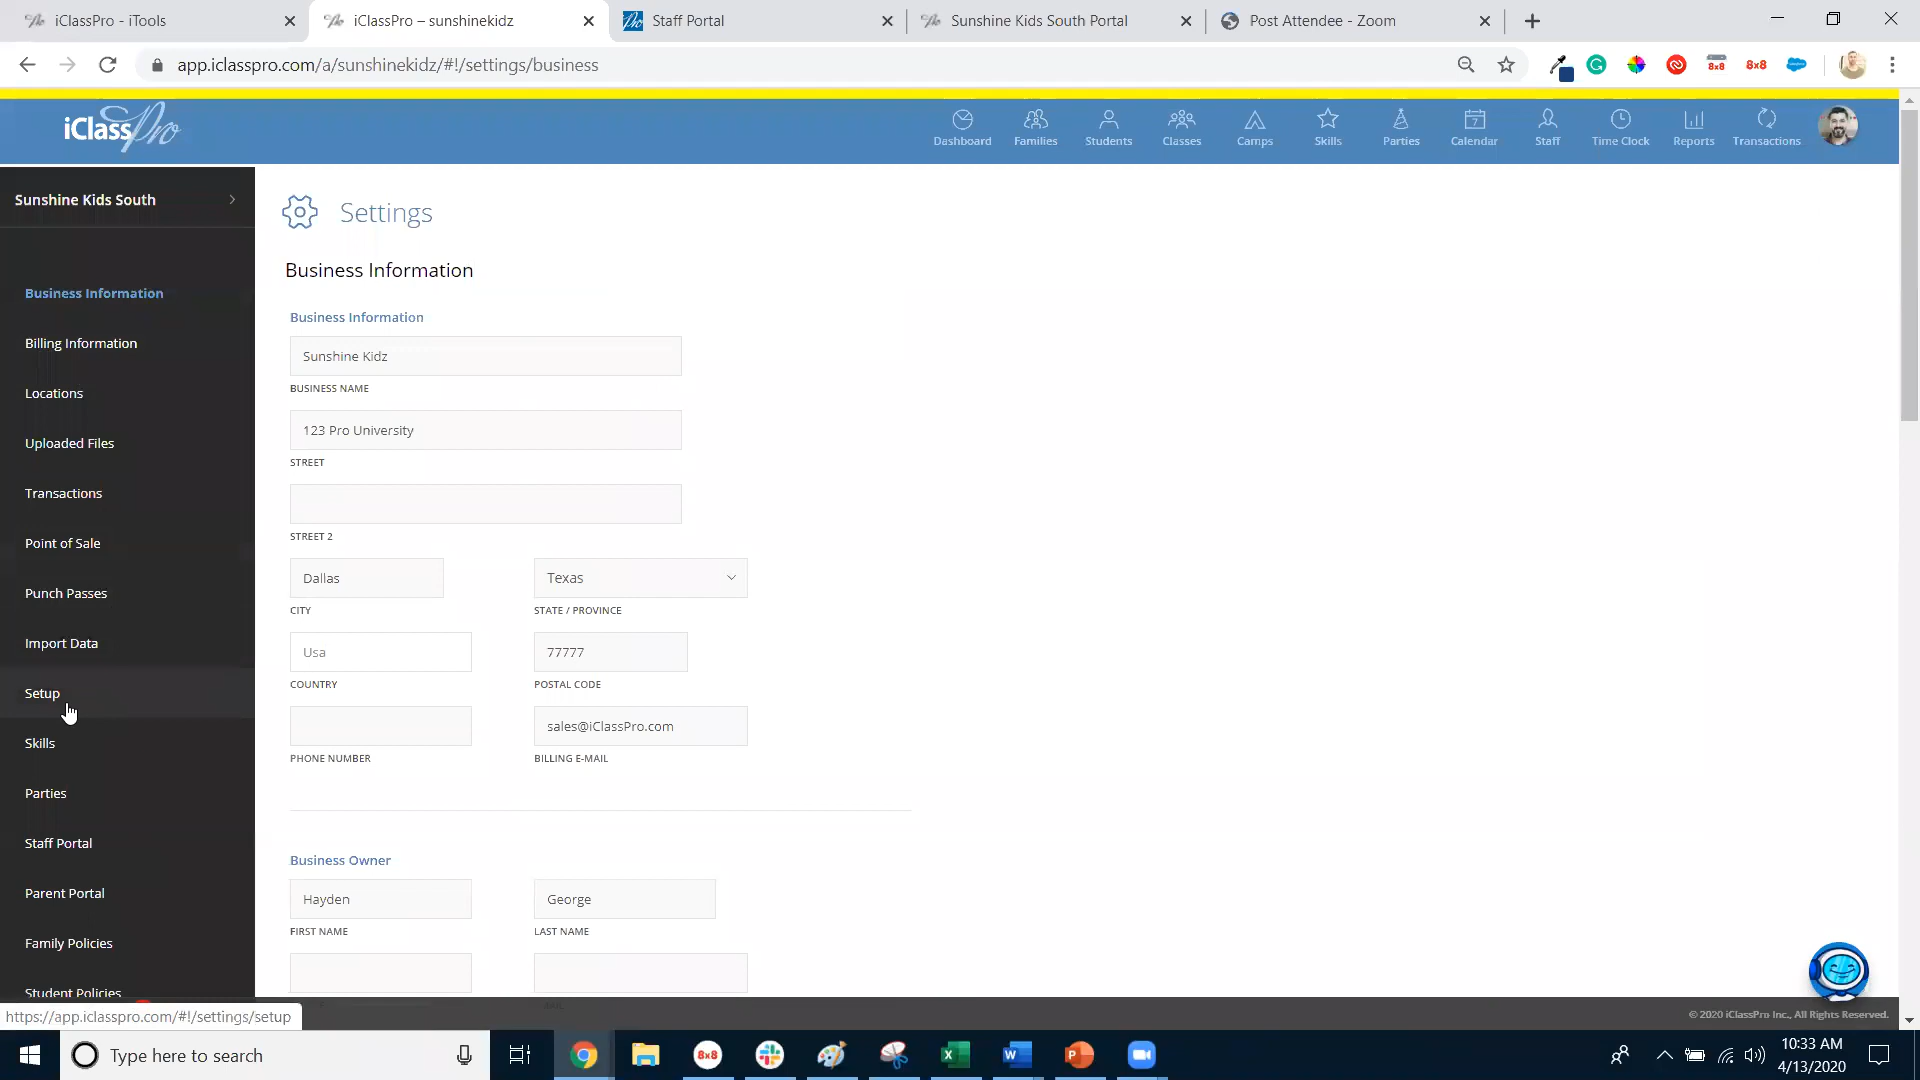 iClassPro - iTools
iClassPro – sunshinekidz
Staff Portal
Sunshine Kids South Portal
Post Attendee - Zoom
app.iclasspro.com/a/sunshinekidz/#!/settings/business
8x8
8x8
iClassPro
Dashboard
Families
Students
Classes
Camps
Skills
Parties
7
Calendar
Staff
Time Clock
Reports
Transactions
Sunshine Kids South
Business Information
Billing Information
Locations
Uploaded Files
Transactions
Point of Sale
Punch Passes
Import Data
Setup
Skills
Parties
Staff Portal
Parent Portal
Family Policies
Student Policies
Settings
Business Information
Business Information
Sunshine Kidz
BUSINESS NAME
123 Pro University
STREET
STREET 2
Dallas
CITY
Texas
STATE / PROVINCE
Usa
COUNTRY
77777
POSTAL CODE
PHONE NUMBER
sales@iClassPro.com
BILLING E-MAIL
Business Owner
Hayden
FIRST NAME
George
LAST NAME
https://app.iclasspro.com/#!/settings/setup
© 2020 iClassPro Inc., All Rights Reserved.
Type here to search
8x8
10:33 AM
4/13/2020